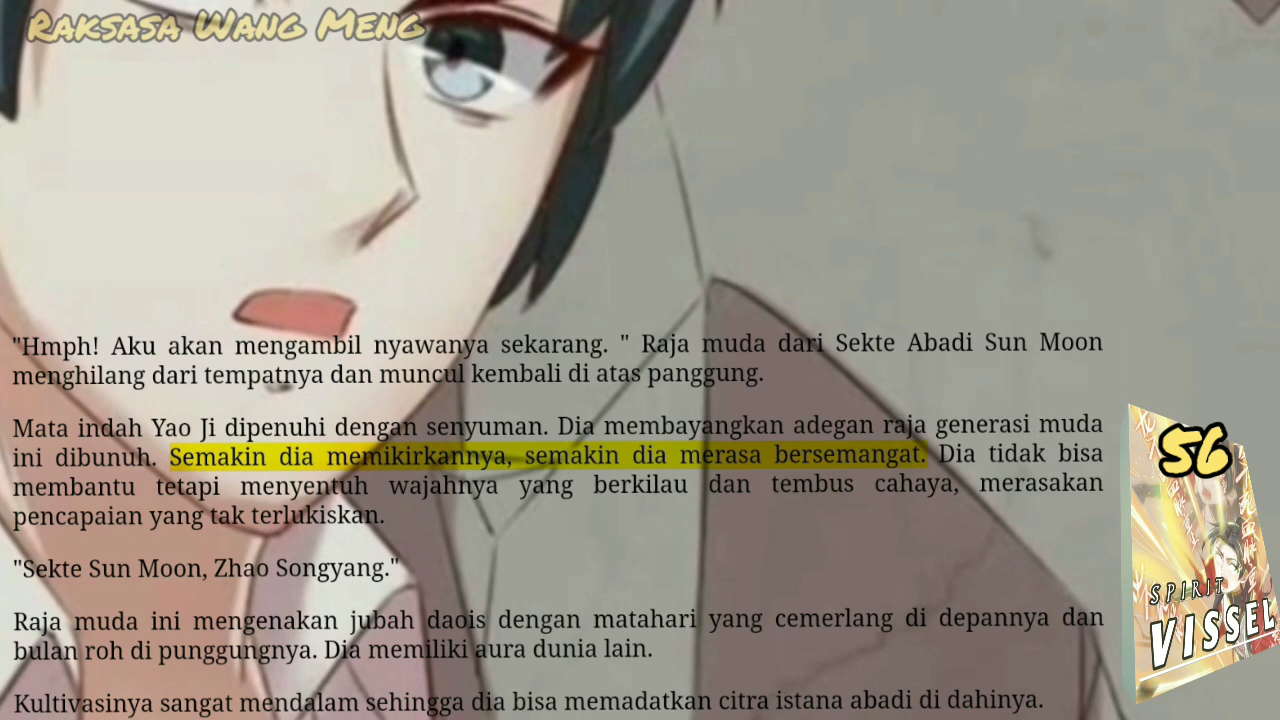 Raksasa Wang Meng
"Hmph! Aku akan mengambil nyawanya sekarang. " Raja muda dari Sekte Abadi Sun Moon
menghilang dari tempatnya dan muncul kembali di atas panggung.
Mata indah Yao Ji dipenuhi dengan senyuman. Dia membayangkan adegan raja generasi muda
ini dibunuh. Semakin dia memikirkannya, semakin dia merasa bersemangat. Dia tidak bisa
membantu tetapi menyentuh wajahnya yang berkilau dan tembus cahaya, merasakan
pencapaian yang tak terlukiskan.
"Sekte Sun Moon, Zhao Songyang."
Raja muda ini mengenakan jubah daois dengan matahari yang cemerlang di depannya dan
bulan roh di punggungnya. Dia memiliki aura dunia lain.
Kultivasinya sangat mendalam sehingga dia bisa memadatkan citra istana abadi di dahinya.
56
SPIRIT
VISSEL